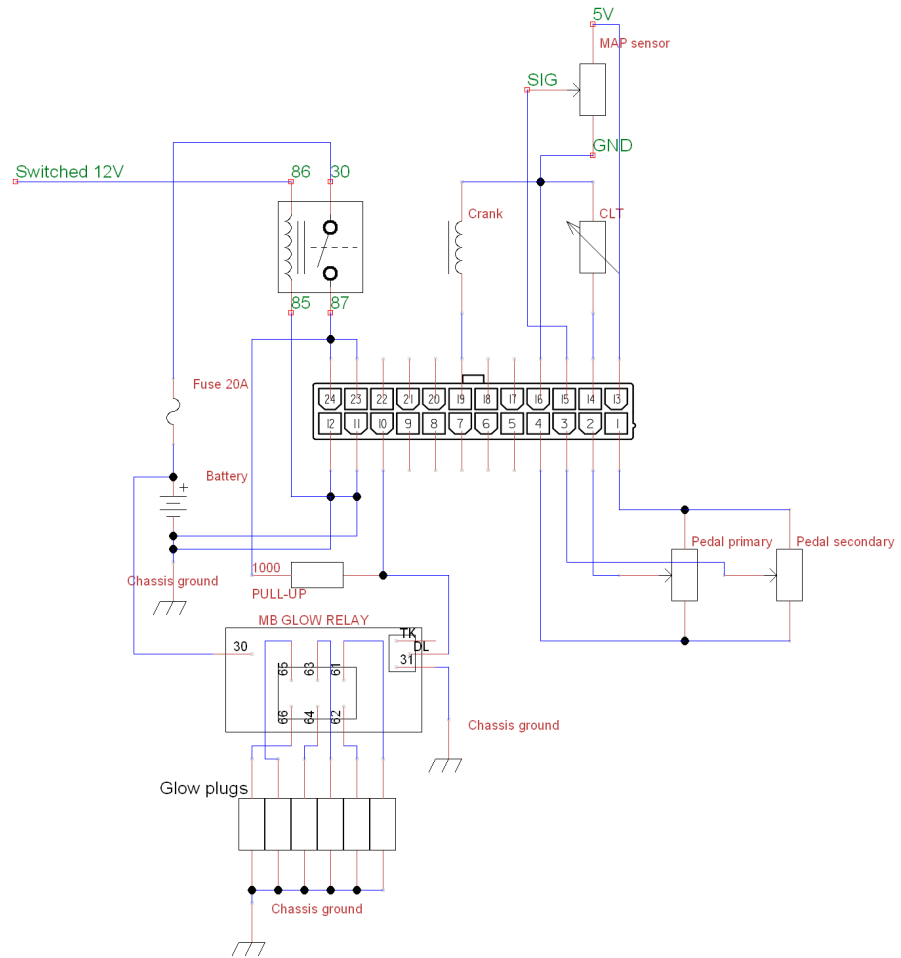 5V
MAP sensor
SIG
GND
Switched 12V
86 30
Crank
CLT
85 87
Fuse 20A
24 23 22 21 20 19 18 17 16 15 14 13
12 11 10 9 8 7 6 5 4 3 2 1
Battery
+
Pedal primary
Pedal secondary
1000
Chassis ground
PULL-UP
MB GLOW RELAY
TK
30
DL
31
65 63 61
66 64 62
Chassis ground
Glow plugs
Chassis ground